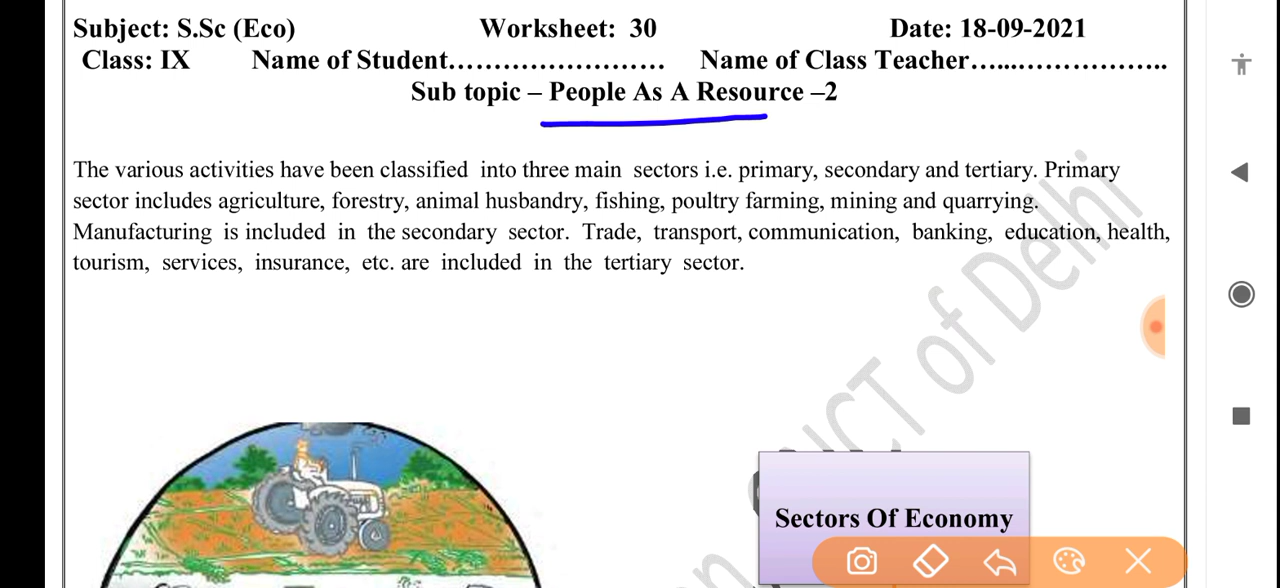 Subject: S.Sc (Eco) Worksheet: 30 Date: 18-09-2021
Class: IX Name of Student........................ Name of Class Teacher......................
Sub topic – People As A Resource –2
The various activities have been classified into three main sectors i.e. primary, secondary and tertiary. Primary
sector includes agriculture, forestry, animal husbandry, fishing, poultry farming, mining and quarrying.
Manufacturing is included in the secondary sector. Trade, transport, communication, banking, education, health,
tourism, services, insurance, etc. are included in the tertiary sector.
of Delhi
Sectors Of Economy